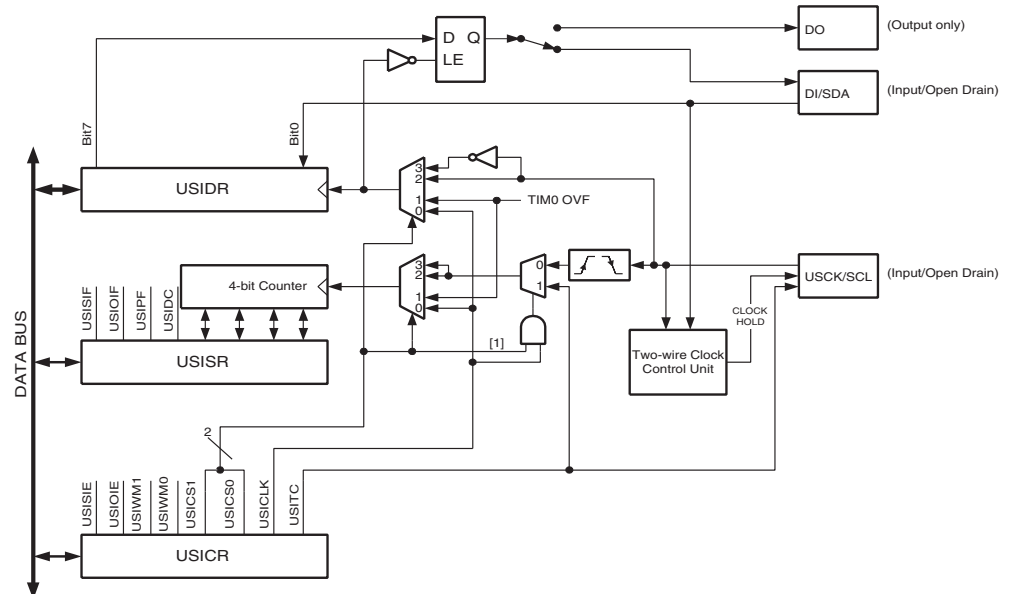 DO
(Output only)
D Q
LE
DI/SDA
(Input/Open Drain)
Bit7
Bit0
USIDR
3
2
1
0
TIM0 OVF
4-bit Counter
3
2
1
0
0
1
USCK/SCL
(Input/Open Drain)
CLOCK
HOLD
USISIF
USIOIF
USIPF
USIDC
[1]
Two-wire Clock
Control Unit
USISR
DATA BUS
2
USISIE
USIOIE
USIWM1
USIWM0
USICS1
USICS0
USICLK
USITC
USICR